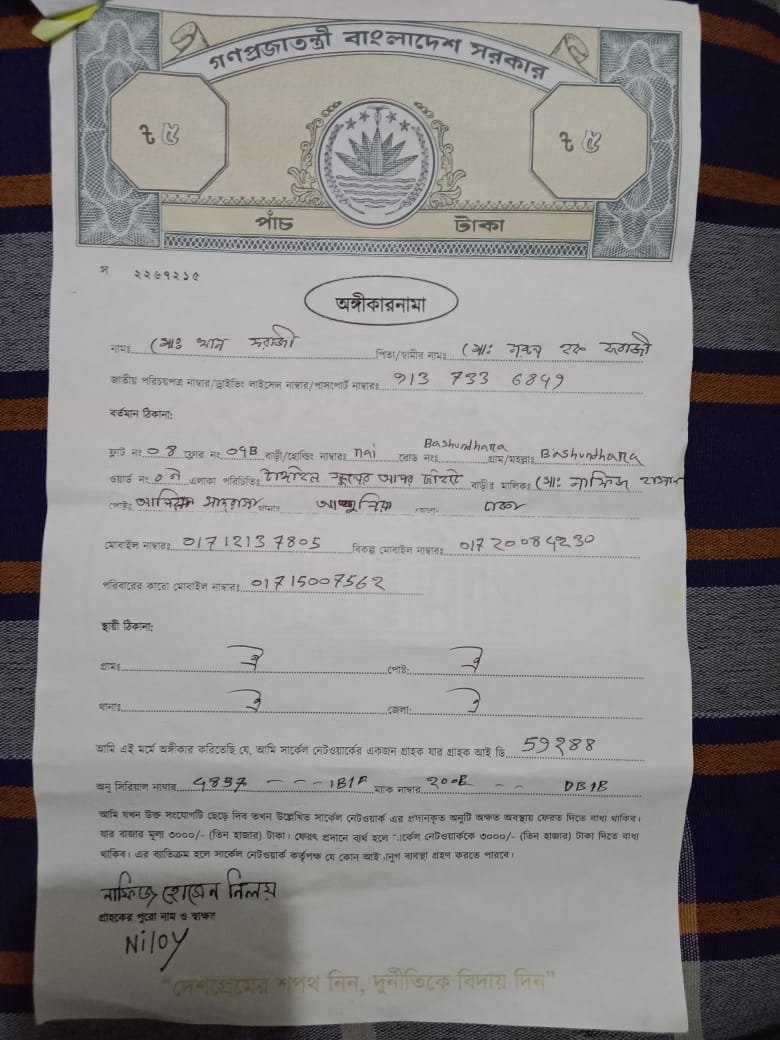 গণপ্রজাতন্ত্রী বাংলাদেশ সরকার
৳ ৫ ৳ ৫
পাঁচ টাকা
স ২২৬৭২১৫
অঙ্গীকারনামা
নামঃ পিতা/স্বামীর নামঃ
জাতীয় পরিচয়পত্র নাম্বার/ড্রাইভিং লাইসেন্স নাম্বার/পাসপোর্ট নাম্বারঃ 913 733 6849
বর্তমান ঠিকানা:
ফ্লাট নং 08 ফ্লোর নং 09B বাড়ী/হোল্ডিং নাম্বারঃ nai রোড নংঃ Bashundhara গ্রাম/মহল্লাঃ Bashundhara
ওয়ার্ড নং এলাকা পরিচিতিঃ বাড়ীর মালিকঃ
পোষ্টঃ থানাঃ জেলাঃ ঢাকা
মোবাইল নাম্বারঃ 01712137805 বিকল্প মোবাইল নাম্বারঃ
পরিবারের কারো মোবাইল নাম্বারঃ 01715007562
স্থায়ী ঠিকানা:
গ্রামঃ ঐ পোষ্ট: ঐ
থানাঃ ঐ জেলা: ঐ
আমি এই মর্মে অঙ্গীকার করিতেছি যে, আমি সার্কেল নেটওয়ার্কের একজন গ্রাহক যার গ্রাহক আই ডি 59288
অনু সিরিয়াল নাম্বার 4857 --- 1B1F ম্যাক নাম্বার 200E -- DB1B
আমি যখন উক্ত সংযোগটি ছেড়ে দিব তখন উল্লেখিত সার্কেল নেটওয়ার্ক এর প্রদানকৃত অনুটি অক্ষত অবস্থায় ফেরত দিতে বাধ্য থাকিব।
যার বাজার মূল্য ৩০০০/- (তিন হাজার) টাকা। ফেরৎ প্রদানে ব্যর্থ হলে সার্কেল নেটওয়ার্ককে ৩০০০/- (তিন হাজার) টাকা দিতে বাধ্য
থাকিব। এর ব্যতিক্রম হলে সার্কেল নেটওয়ার্ক কর্তৃপক্ষ যে কোন আইনানুগ ব্যবস্থা গ্রহণ করতে পারবে।
নাফিজ হোসেন নিলয়
গ্রাহকের পুরো নাম ও স্বাক্ষর
Niloy
"দেশপ্রেমের শপথ নিন, দুর্নীতিকে বিদায় দিন"